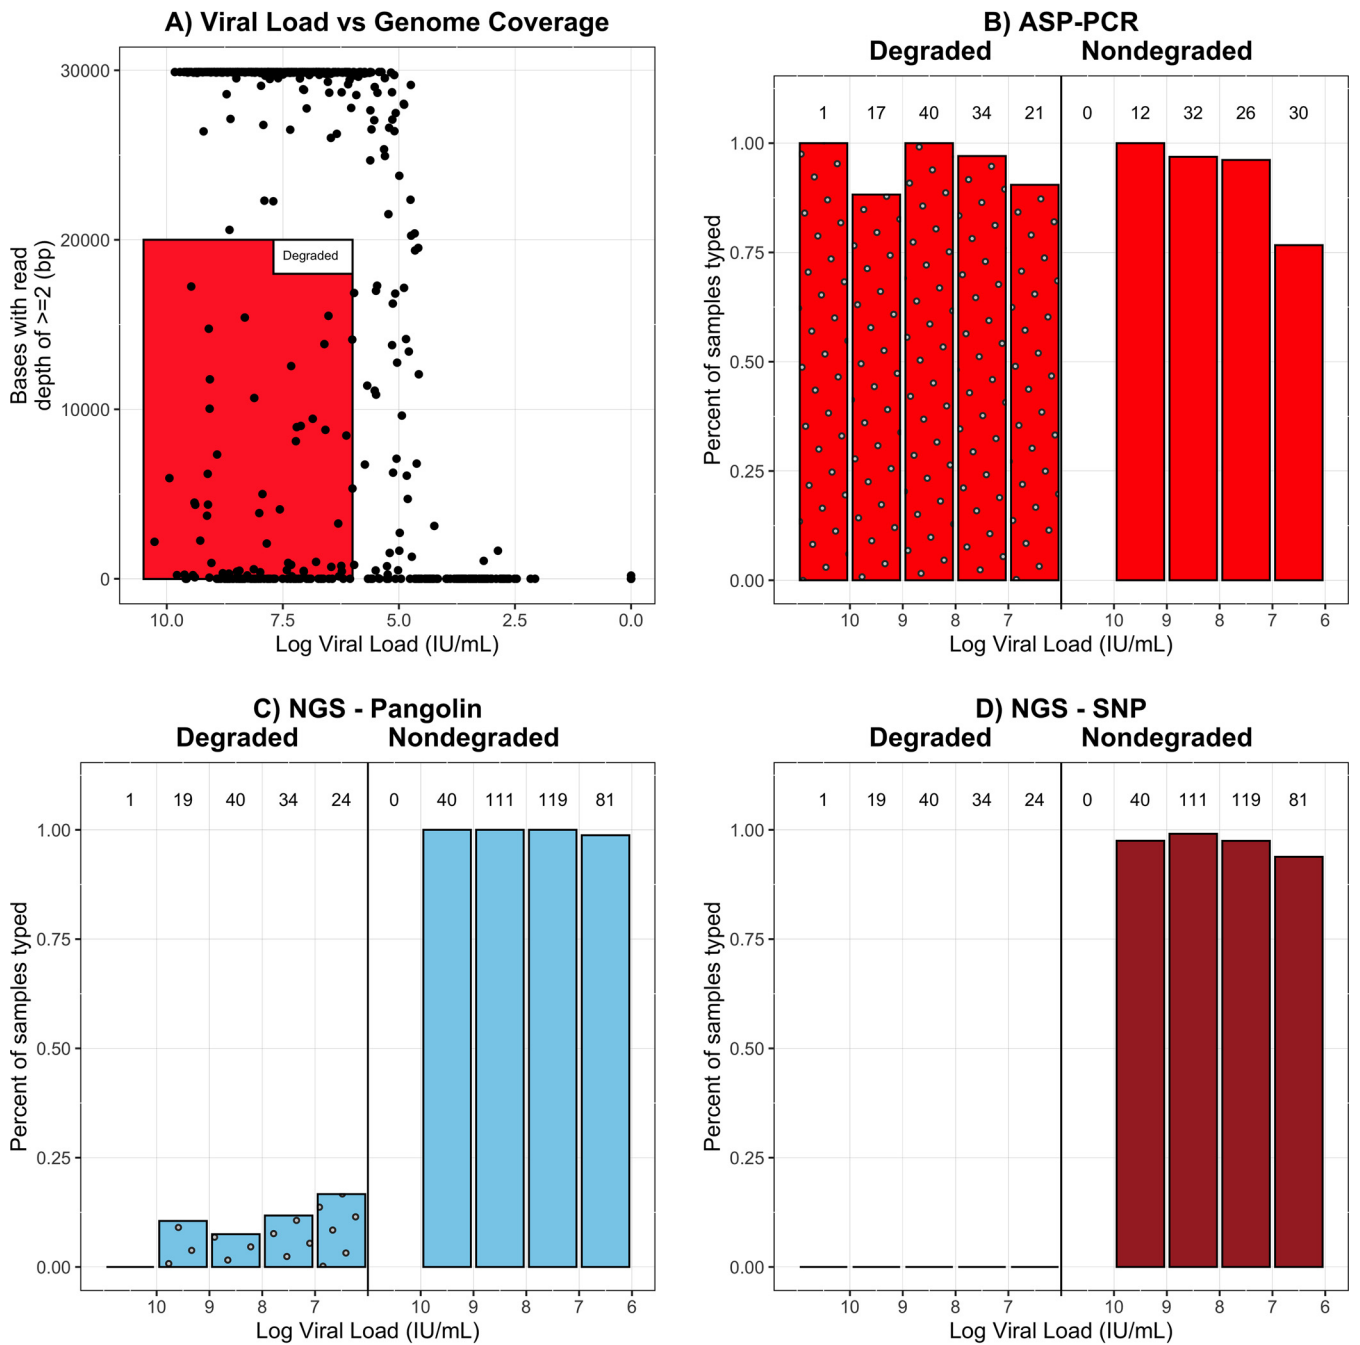 A) Viral Load vs Genome Coverage
30000
20000
10000
0
Bases with read
depth of >=2 (bp)
Degraded
10.0 7.5 5.0 2.5 0.0
Log Viral Load (IU/mL)
B) ASP-PCR
Degraded Nondegraded
1 17 40 34 21 0 12 32 26 30
1.00
0.75
0.50
0.25
0.00
Percent of samples typed
10 9 8 7 10 9 8 7 6
Log Viral Load (IU/mL)
C) NGS - Pangolin
Degraded Nondegraded
1 19 40 34 24 0 40 111 119 81
1.00
0.75
0.50
0.25
0.00
Percent of samples typed
10 9 8 7 10 9 8 7 6
Log Viral Load (IU/mL)
D) NGS - SNP
Degraded Nondegraded
1 19 40 34 24 0 40 111 119 81
1.00
0.75
0.50
0.25
0.00
Percent of samples typed
10 9 8 7 10 9 8 7 6
Log Viral Load (IU/mL)